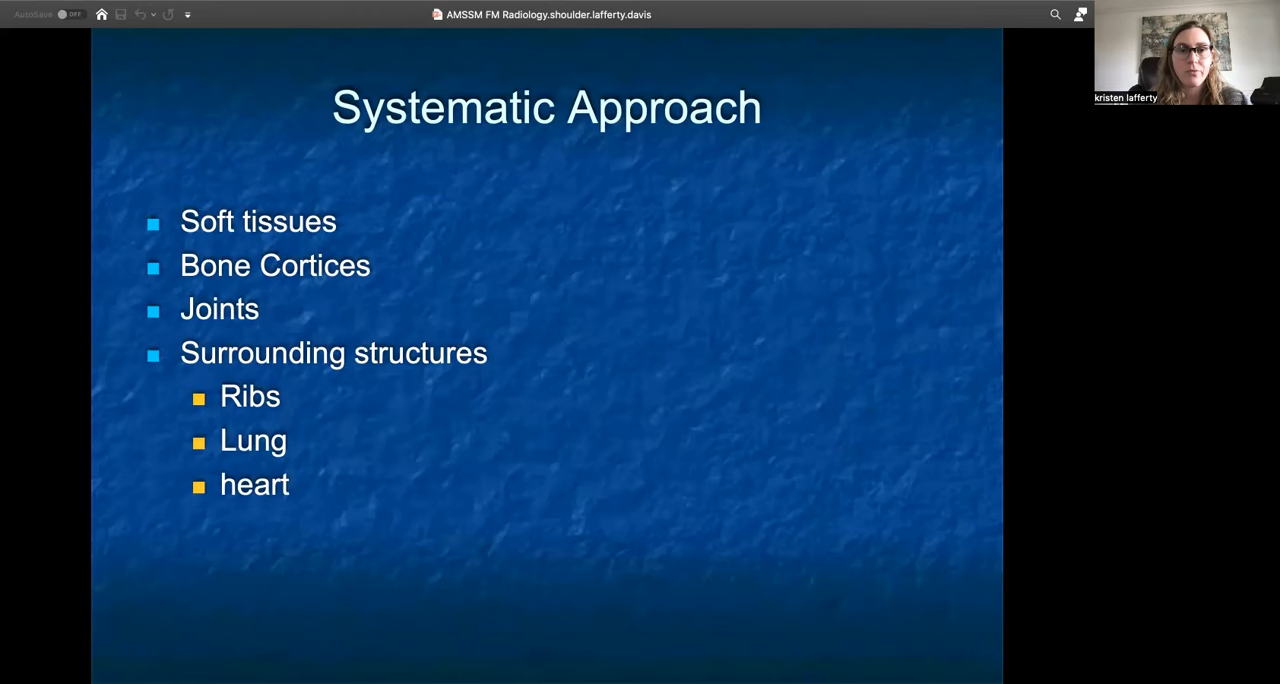 AutoSave OFF
AMSSM FM Radiology.shoulder.lafferty.davis
kristen lafferty
Systematic Approach
Soft tissues
Bone Cortices
Joints
Surrounding structures
Ribs
Lung
heart